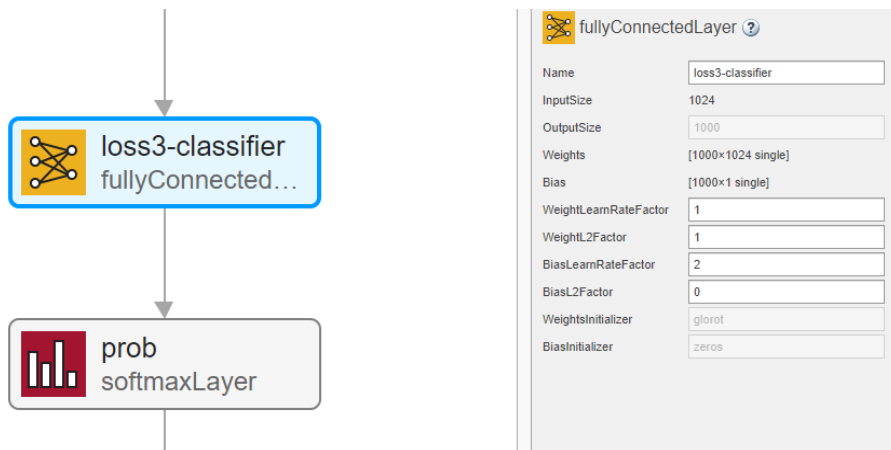 loss3-classifier
fullyConnected...
prob
softmaxLayer
fullyConnectedLayer ?
Name loss3-classifier
InputSize 1024
OutputSize 1000
Weights [1000×1024 single]
Bias [1000×1 single]
WeightLearnRateFactor 1
WeightL2Factor 1
BiasLearnRateFactor 2
BiasL2Factor 0
WeightsInitializer glorot
BiasInitializer zeros